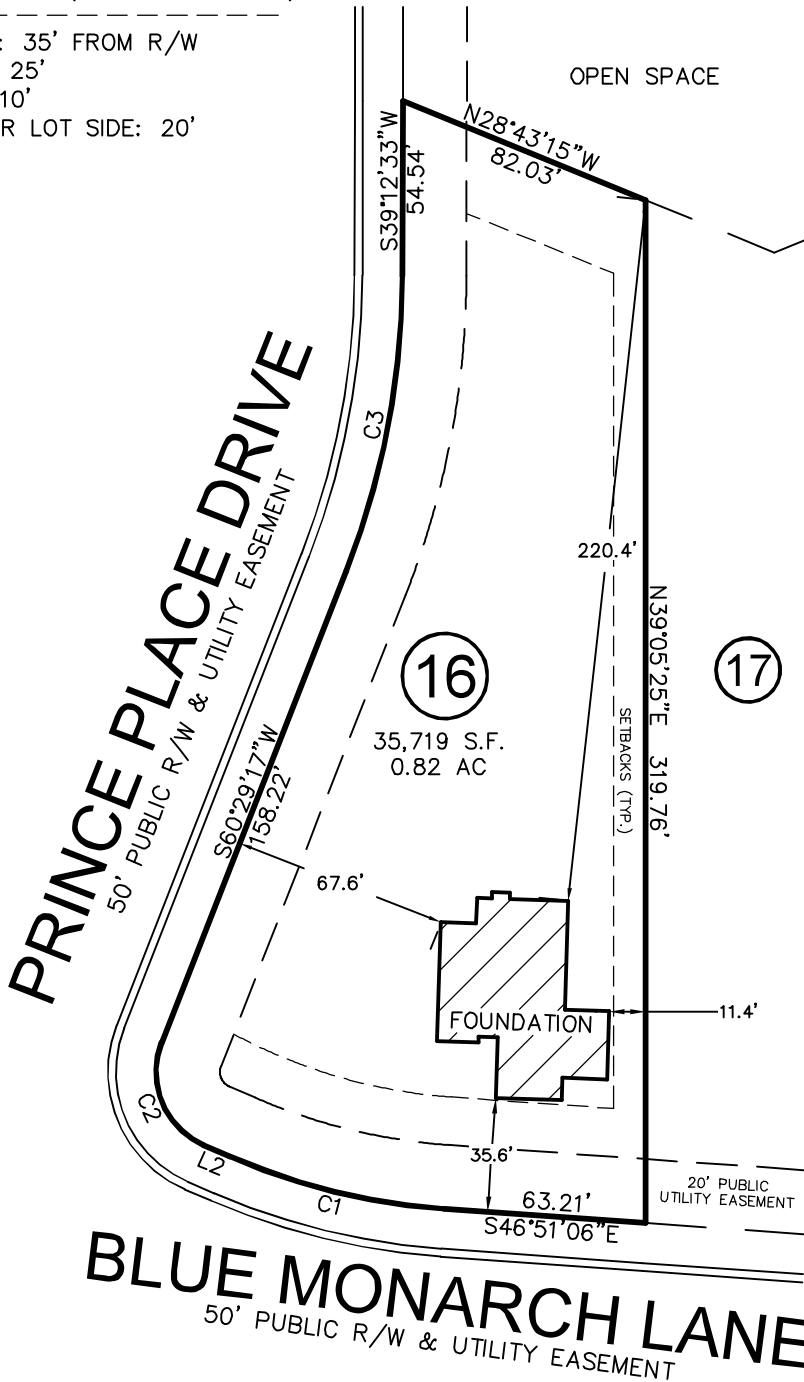 : 35' FROM R/W
25'
10'
R LOT SIDE: 20'
OPEN SPACE
N28°43'15"W
82.03'
S39°12'33"W
54.54'
C3
PRINCE PLACE DRIVE
50' PUBLIC R/W & UTILITY EASEMENT
220.4'
N39°05'25"E 319.76'
16
17
35,719 S.F.
0.82 AC
SETBACKS (TYP.)
S60°29'17"W
158.22'
67.6'
FOUNDATION
11.4'
C2
L2
C1
35.6'
63.21'
S46°51'06"E
20' PUBLIC
UTILITY EASEMENT
BLUE MONARCH LANE
50' PUBLIC R/W & UTILITY EASEMENT